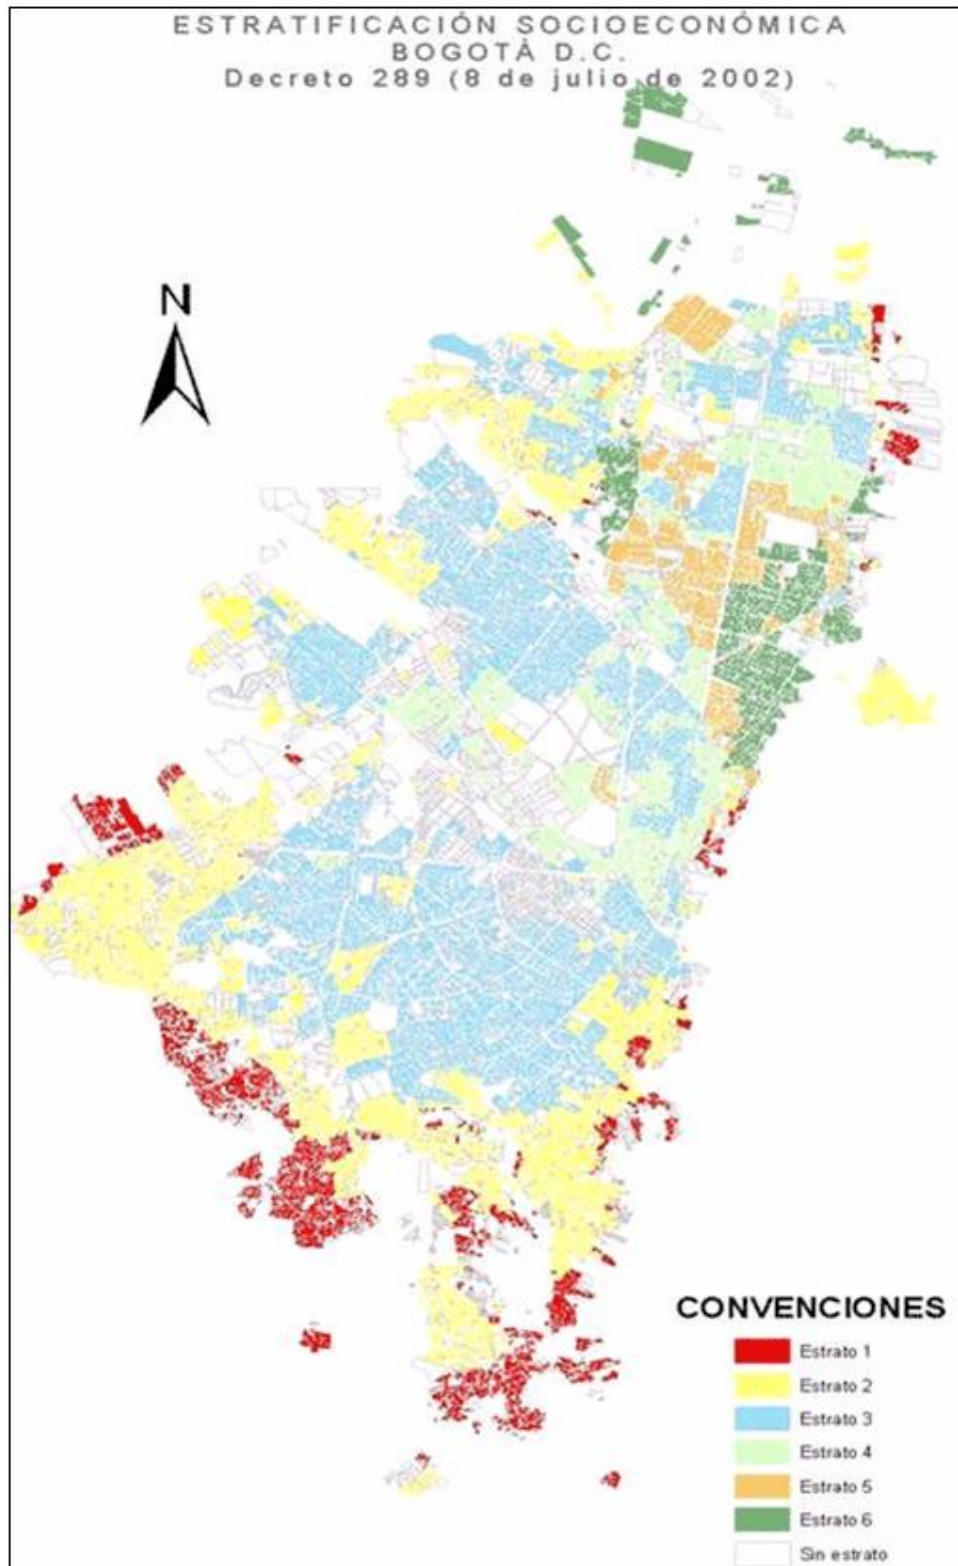 ESTRATIFICACIÓN SOCIOECONÓMICA
BOGOTÀ D.C.
Decreto 289 (8 de julio de 2002)
N
CONVENCIONES
Estrato 1
Estrato 2
Estrato 3
Estrato 4
Estrato 5
Estrato 6
Sin estrato